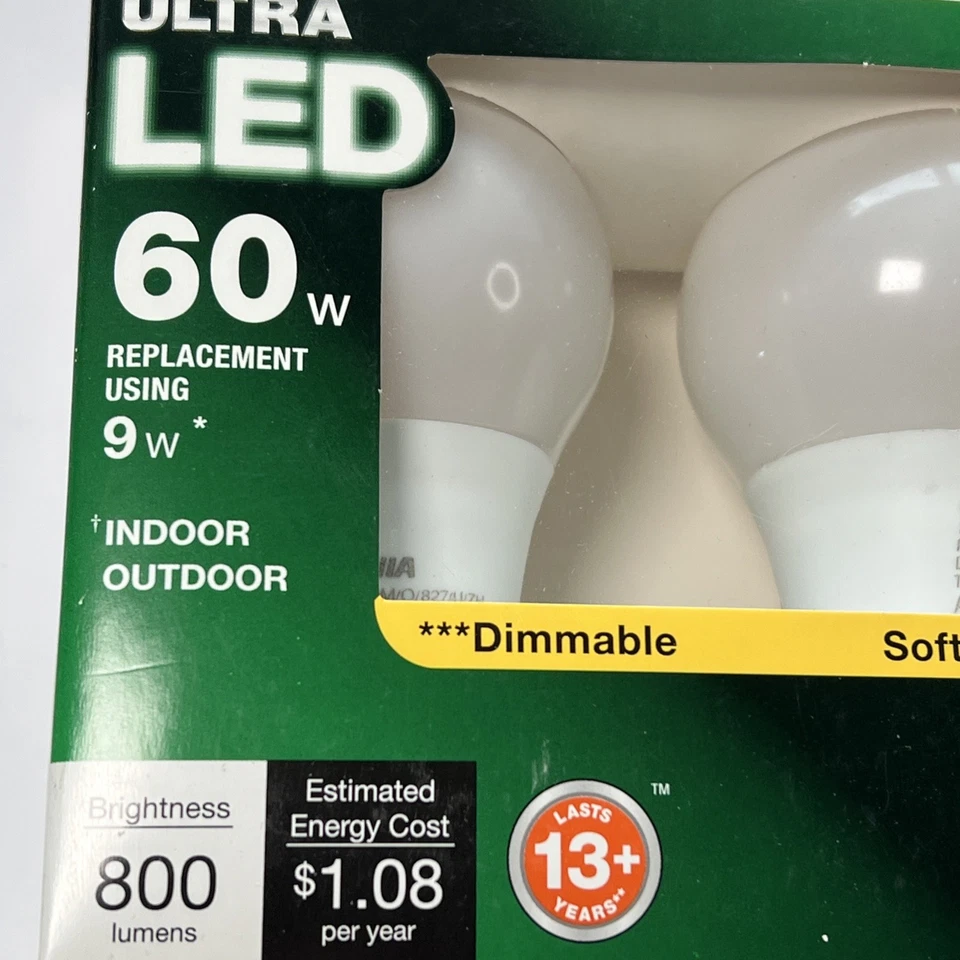 ULTRA
LED
60 W
REPLACEMENT
USING
9 W *
†INDOOR
OUTDOOR
***Dimmable
Soft
Brightness
800
lumens
Estimated
Energy Cost
$1.08
per year
LASTS
13+
YEARS**
TM